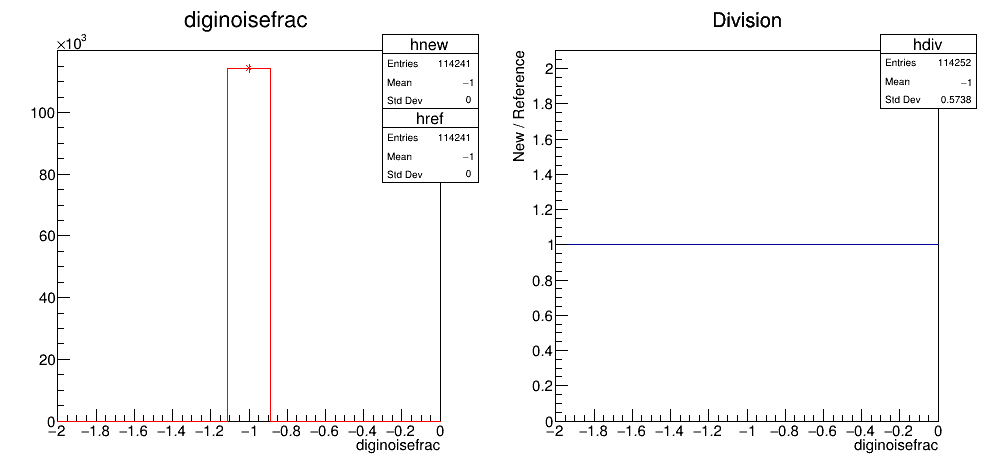 diginoisefrac
×10³
hnew
Entries 114241
Mean −1
Std Dev 0
href
Entries 114241
Mean −1
Std Dev 0
100
80
60
40
20
0
−2 −1.8 −1.6 −1.4 −1.2 −1 −0.8 −0.6 −0.4 −0.2 0
diginoisefrac
Division
hdiv
Entries 114252
Mean −1
Std Dev 0.5738
New / Reference
2
1.8
1.6
1.4
1.2
1
0.8
0.6
0.4
0.2
0
−2 −1.8 −1.6 −1.4 −1.2 −1 −0.8 −0.6 −0.4 −0.2 0
diginoisefrac